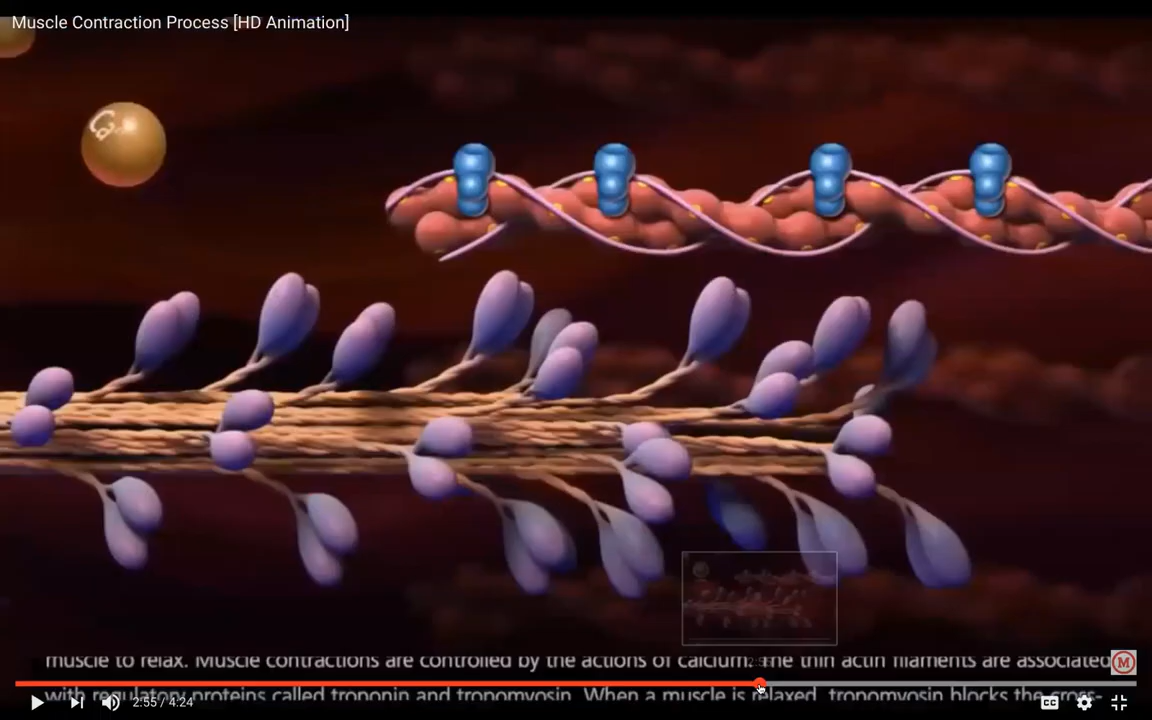 Muscle Contraction Process [HD Animation]
Ca
muscle to relax. Muscle contractions are controlled by the actions of calcium. The thin actin filaments are associated
M
with regulatory proteins called troponin and tropomyosin. When a muscle is relaxed, tropomyosin blocks the cross-
2:55 / 4:24
CC